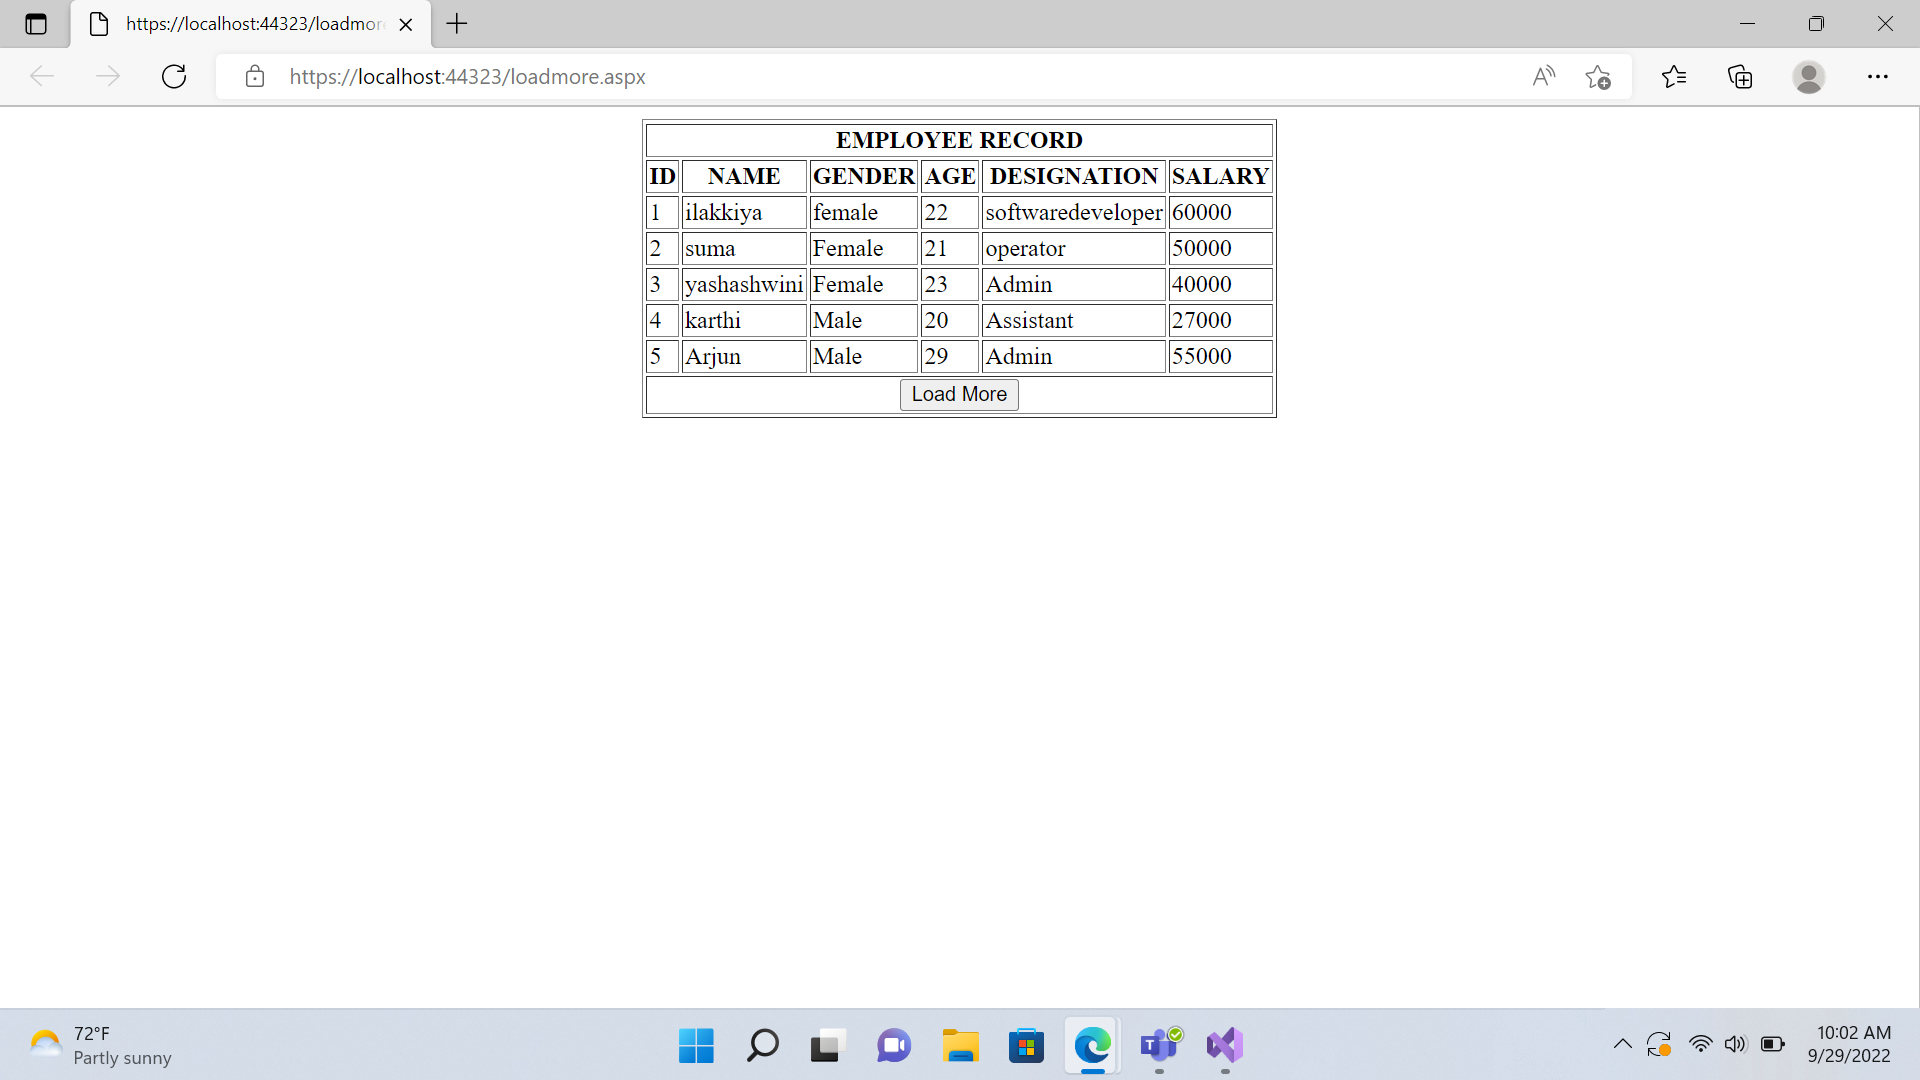 https://localhost:44323/loadmor
https://localhost:44323/loadmore.aspx
EMPLOYEE RECORD
ID NAME GENDER AGE DESIGNATION SALARY
1 ilakkiya female 22 softwaredeveloper 60000
2 suma Female 21 operator 50000
3 yashashwini Female 23 Admin 40000
4 karthi Male 20 Assistant 27000
5 Arjun Male 29 Admin 55000
Load More
72°F
Partly sunny
10:02 AM
9/29/2022